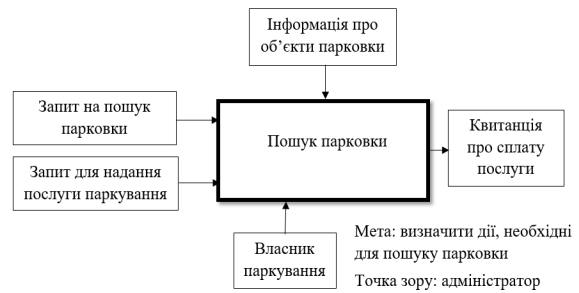 Інформація про
об’єкти парковки
Запит на пошук
парковки
Запит для надання
послуги паркування
Пошук парковки
Квитанція
про сплату
послуги
Власник
паркування
Мета: визначити дії, необхідні
для пошуку парковки
Точка зору: адміністратор